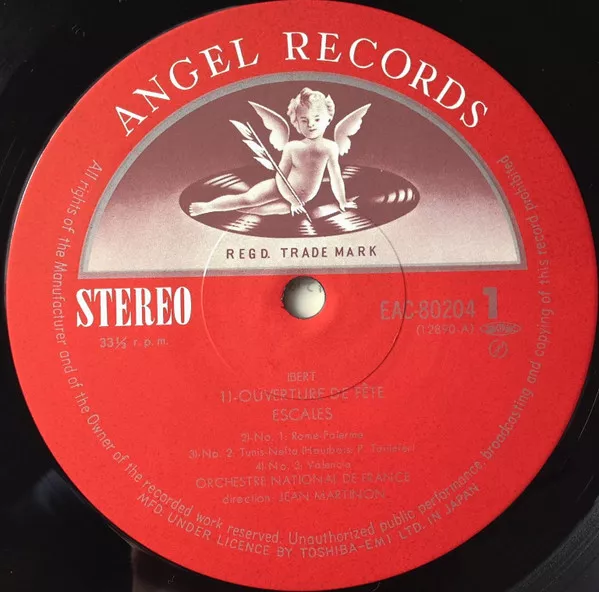 ANGEL RECORDS
REGD. TRADE MARK
STEREO
33⅓ r.p.m.
EAC-80204 1
(12890-A)
IBERT
1)-OUVERTURE DE FÊTE
ESCALES
2)-No. 1: Rome-Palerme
3)-No. 2: Tunis-Nefta (Hautbois: P.
4)-No. 3: Valencia
ORCHESTRE NATIONAL DE FRANCE
direction: JEAN MARTINON
All rights of the Manufacturer and of the Owner of the recorded work reserved. Unauthorized public performance, broadcasting and copying of this record prohibited
MFD. UNDER LICENCE BY TOSHIBA-EMI LTD. IN JAPAN